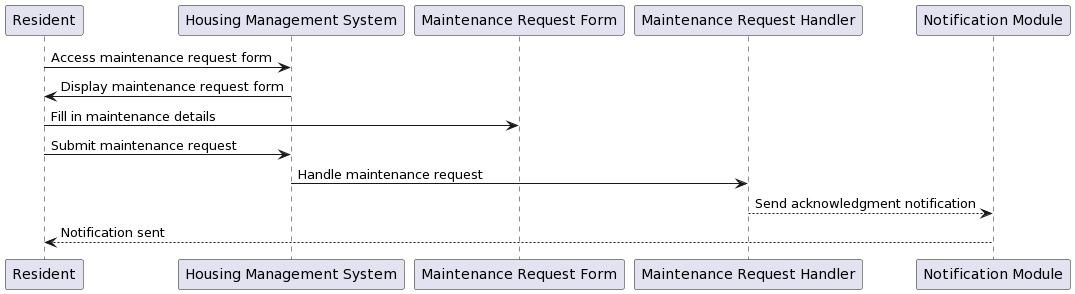 Resident
Housing Management System
Maintenance Request Form
Maintenance Request Handler
Notification Module
Access maintenance request form
Display maintenance request form
Fill in maintenance details
Submit maintenance request
Handle maintenance request
Send acknowledgment notification
Notification sent
Resident
Housing Management System
Maintenance Request Form
Maintenance Request Handler
Notification Module